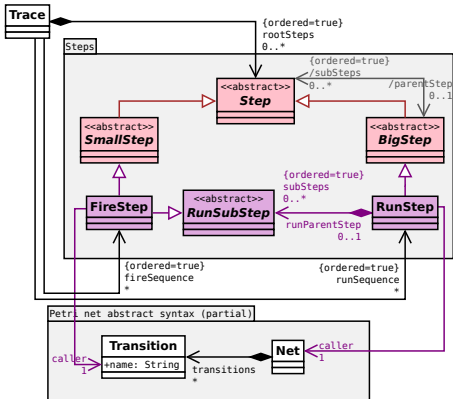 Trace
{ordered=true}
rootSteps
0..*
Steps
{ordered=true}
/subSteps
0..*
/parentStep
0..1
<<abstract>>
Step
<<abstract>>
SmallStep
<<abstract>>
BigStep
FireStep
<<abstract>>
RunSubStep
{ordered=true}
subSteps
0..*
runParentStep
0..1
RunStep
{ordered=true}
fireSequence
*
{ordered=true}
runSequence
*
Petri net abstract syntax (partial)
Transition
+name: String
caller
1
transitions
*
Net
caller
1